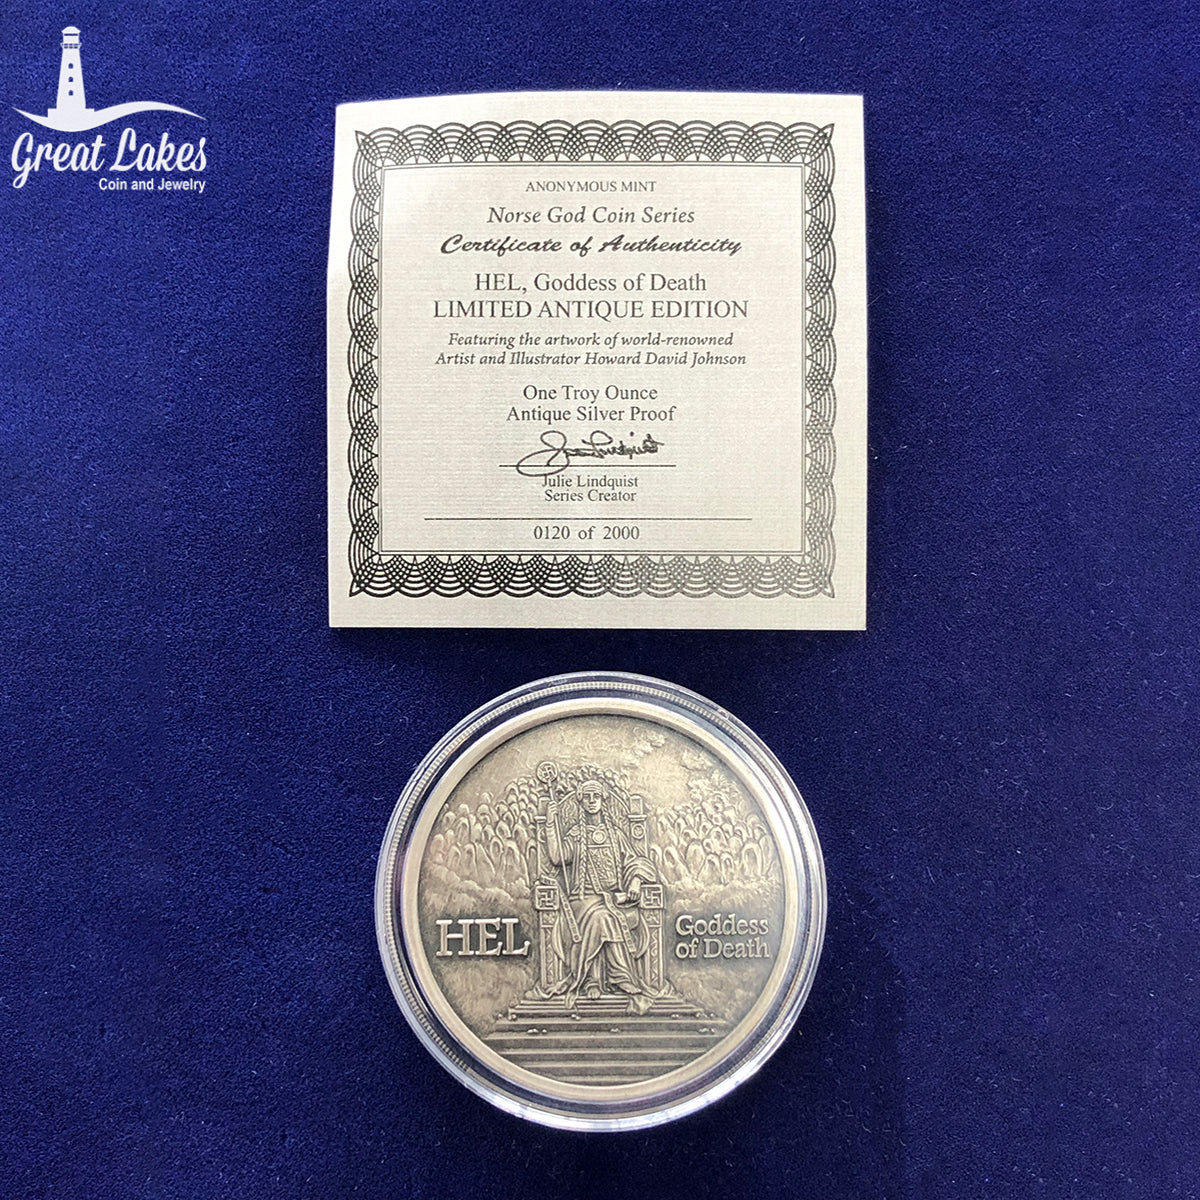 Great Lakes
Coin and Jewelry
ANONYMOUS MINT
Norse God Coin Series
Certificate of Authenticity
HEL, Goddess of Death
LIMITED ANTIQUE EDITION
Featuring the artwork of world-renowned
Artist and Illustrator Howard David Johnson
One Troy Ounce
Antique Silver Proof
Julie Lindquist
Julie Lindquist
Series Creator
0120 of 2000
HEL
Goddess
of Death